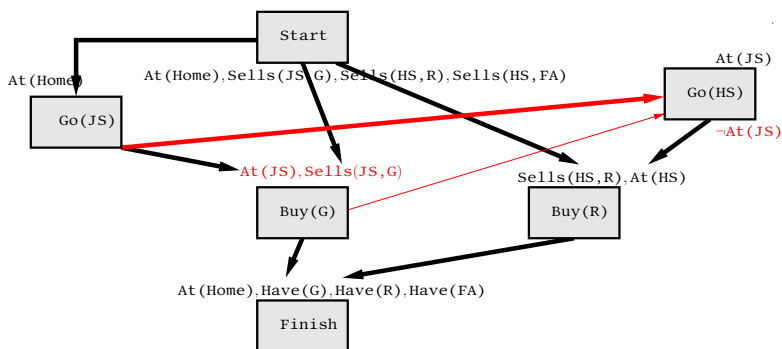 Start
At(Home),Sells(JS,G),Sells(HS,R),Sells(HS,FA)
At(JS)
At(Home)
Go(HS)
Go(JS)
¬At(JS)
At(JS),Sells(JS,G)
Sells(HS,R),At(HS)
Buy(G)
Buy(R)
At(Home),Have(G),Have(R),Have(FA)
Finish